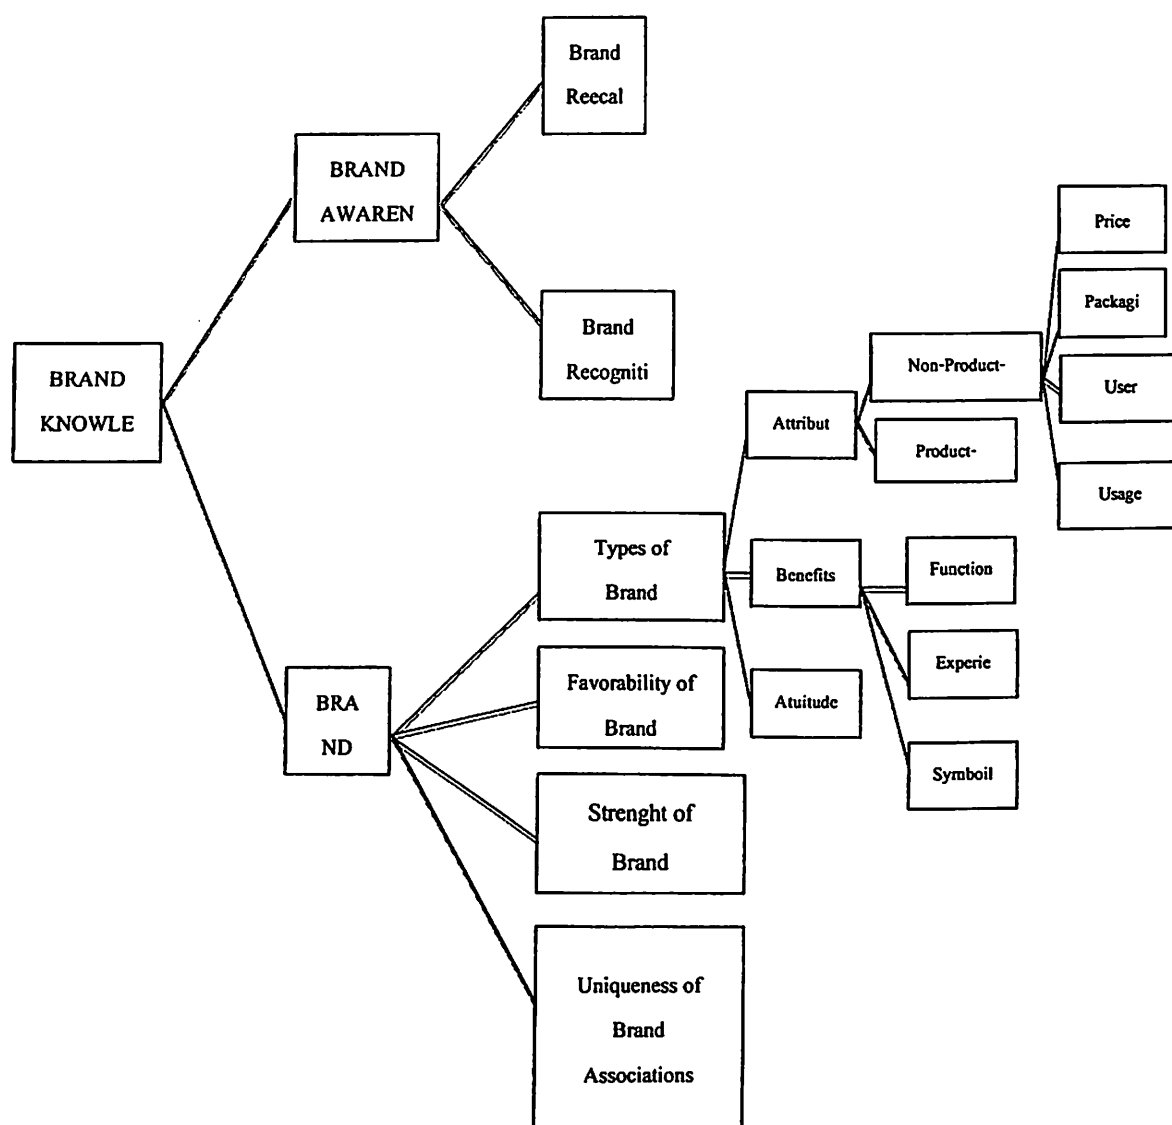 Brand
Reecal
BRAND
AWAREN
Brand
Recogniti
BRAND
KNOWLE
Price
Packagi
Non-Product-
User
Attribut
Product-
Usage
Types of
Brand
Benefits
Function
Experie
Favorability of
Brand
Atuitude
BRA
ND
Symboil
Strenght of
Brand
Uniqueness of
Brand
Associations